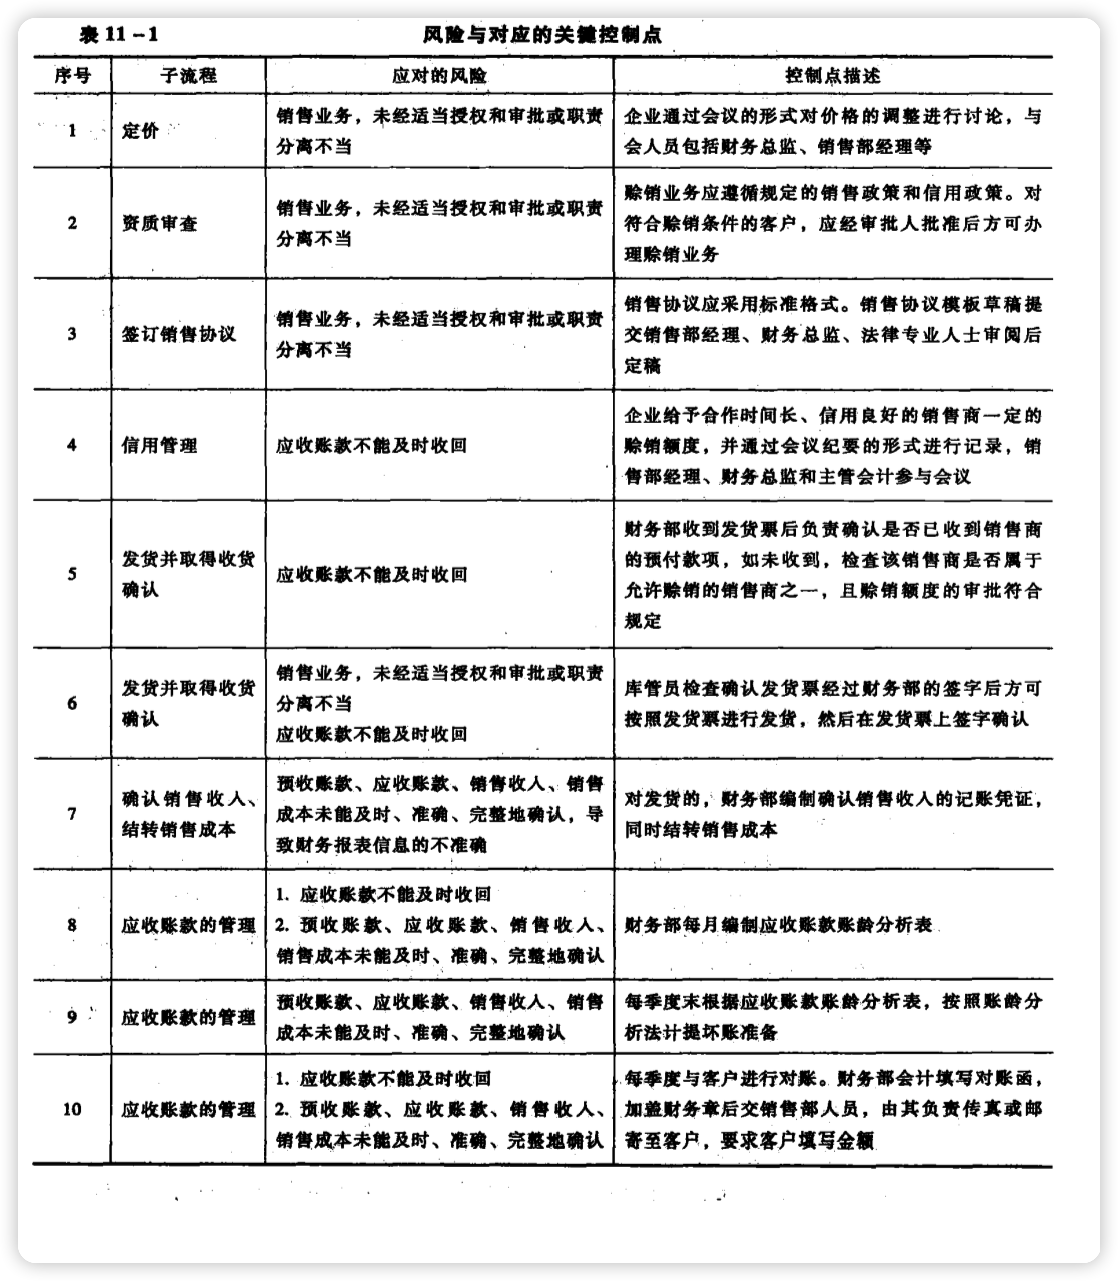 表 11－1 风险与对应的关键控制点
序号 子流程 应对的风险 控制点描述
1 定价 销售业务，未经适当授权和审批或职责
分离不当
企业通过会议的形式对价格的调整进行讨论，与
会人员包括财务总监、销售部经理等
2 资质审查 销售业务，未经适当授权和审批或职责
分离不当
赊销业务应遵循规定的销售政策和信用政策。对
符合赊销条件的客户，应经审批人批准后方可办
理赊销业务
3 签订销售协议 销售业务，未经适当授权和审批或职责
分离不当
销售协议应采用标准格式。销售协议模板草稿提
交销售部经理、财务总监、法律专业人士审阅后
定稿
4 信用管理 应收账款不能及时收回
企业给予合作时间长、信用良好的销售商一定的
赊销额度，并通过会议纪要的形式进行记录，销
售部经理、财务总监和主管会计参与会议
5 发货并取得收货
确认
应收账款不能及时收回
财务部收到发货票后负责确认是否已收到销售商
的预付款项，如未收到，检查该销售商是否属于
允许赊销的销售商之一，且赊销额度的审批符合
规定
6 发货并取得收货
确认
销售业务，未经适当授权和审批或职责
分离不当
应收账款不能及时收回
库管员检查确认发货票经过财务部的签字后方可
按照发货票进行发货，然后在发货票上签字确认
7 确认销售收入、
结转销售成本
预收账款、应收账款、销售收入、销售
成本未能及时、准确、完整地确认，导
致财务报表信息的不准确
对发货的，财务部编制确认销售收入的记账凭证，
同时结转销售成本
8 应收账款的管理
1. 应收账款不能及时收回
2. 预收账款、应收账款、销售收入、
销售成本未能及时、准确、完整地确认
财务部每月编制应收账款账龄分析表
9 应收账款的管理
预收账款、应收账款、销售收入、销售
成本未能及时、准确、完整地确认
每季度末根据应收账款账龄分析表，按照账龄分
析法计提坏账准备
10 应收账款的管理
1. 应收账款不能及时收回
2. 预收账款、应收账款、销售收入、
销售成本未能及时、准确、完整地确认
每季度与客户进行对账。财务部会计填写对账函，
加盖财务章后交销售部人员，由其负责传真或邮
寄至客户，要求客户填写金额